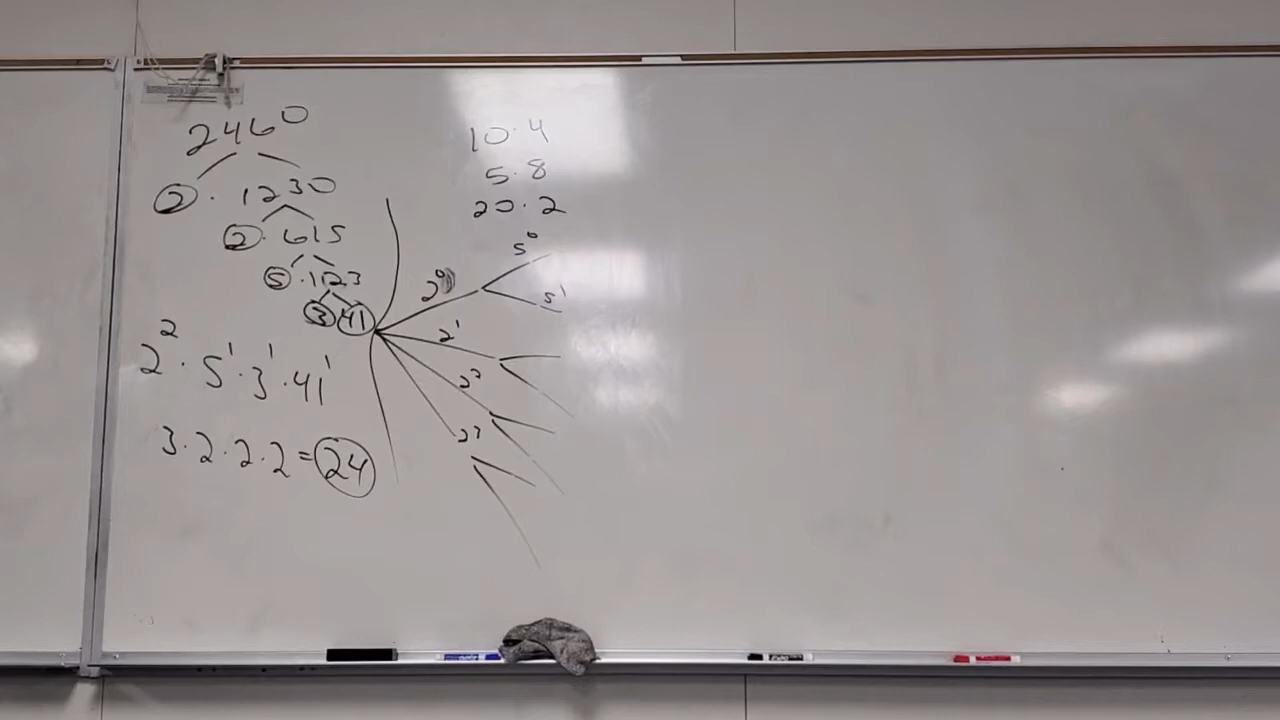 2460
2 · 1230
2 · 615
5 · 123
3 41
2² · 5¹ · 3¹ · 41¹
3 · 2 · 2 · 2 = 24
10 · 4
5 · 8
20 · 2
2⁰ 5⁰
5¹
2¹
2²
2³